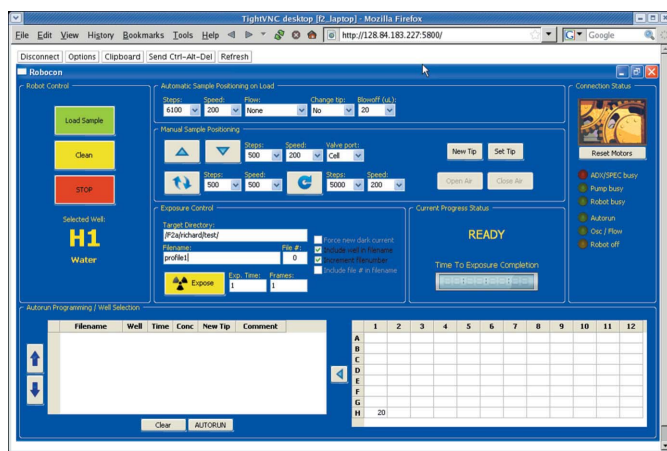 TightVNC desktop [f2_laptop] - Mozilla Firefox
File Edit View History Bookmarks Tools Help http://128.84.183.227:5800/ Google
Disconnect Options Clipboard Send Ctrl-Alt-Del Refresh
Robocon
Robot Control
Load Sample
Clean
STOP
Selected Well:
H1
Water
Automatic Sample Positioning on Load
Steps: Speed: Flow: Change tip: Blowoff (uL):
6100 200 None No 20
Manual Sample Positioning
Steps: Speed: Valve port:
500 200 Cell
New Tip Set Tip
Steps: Speed: Steps: Speed:
500 500 5000 200
Open Air Close Air
Exposure Control
Target Directory:
/F2a/richard/test/
Filename: File #:
profile1 0
Force new dark current
Include well in filename
Increment filenumber
Include file # in filename
Expose
Exp. Time: Frames:
1 1
Current Progress Status
READY
Time To Exposure Completion
Connection Status
Reset Motors
ADX/SPEC busy
Pump busy
Robot busy
Autorun
Osc / Flow
Robot off
Autorun Programming / Well Selection
Filename Well Time Conc New Tip Comment
Clear AUTORUN
1 2 3 4 5 6 7 8 9 10 11 12
A
B
C
D
E
F
G
H 20